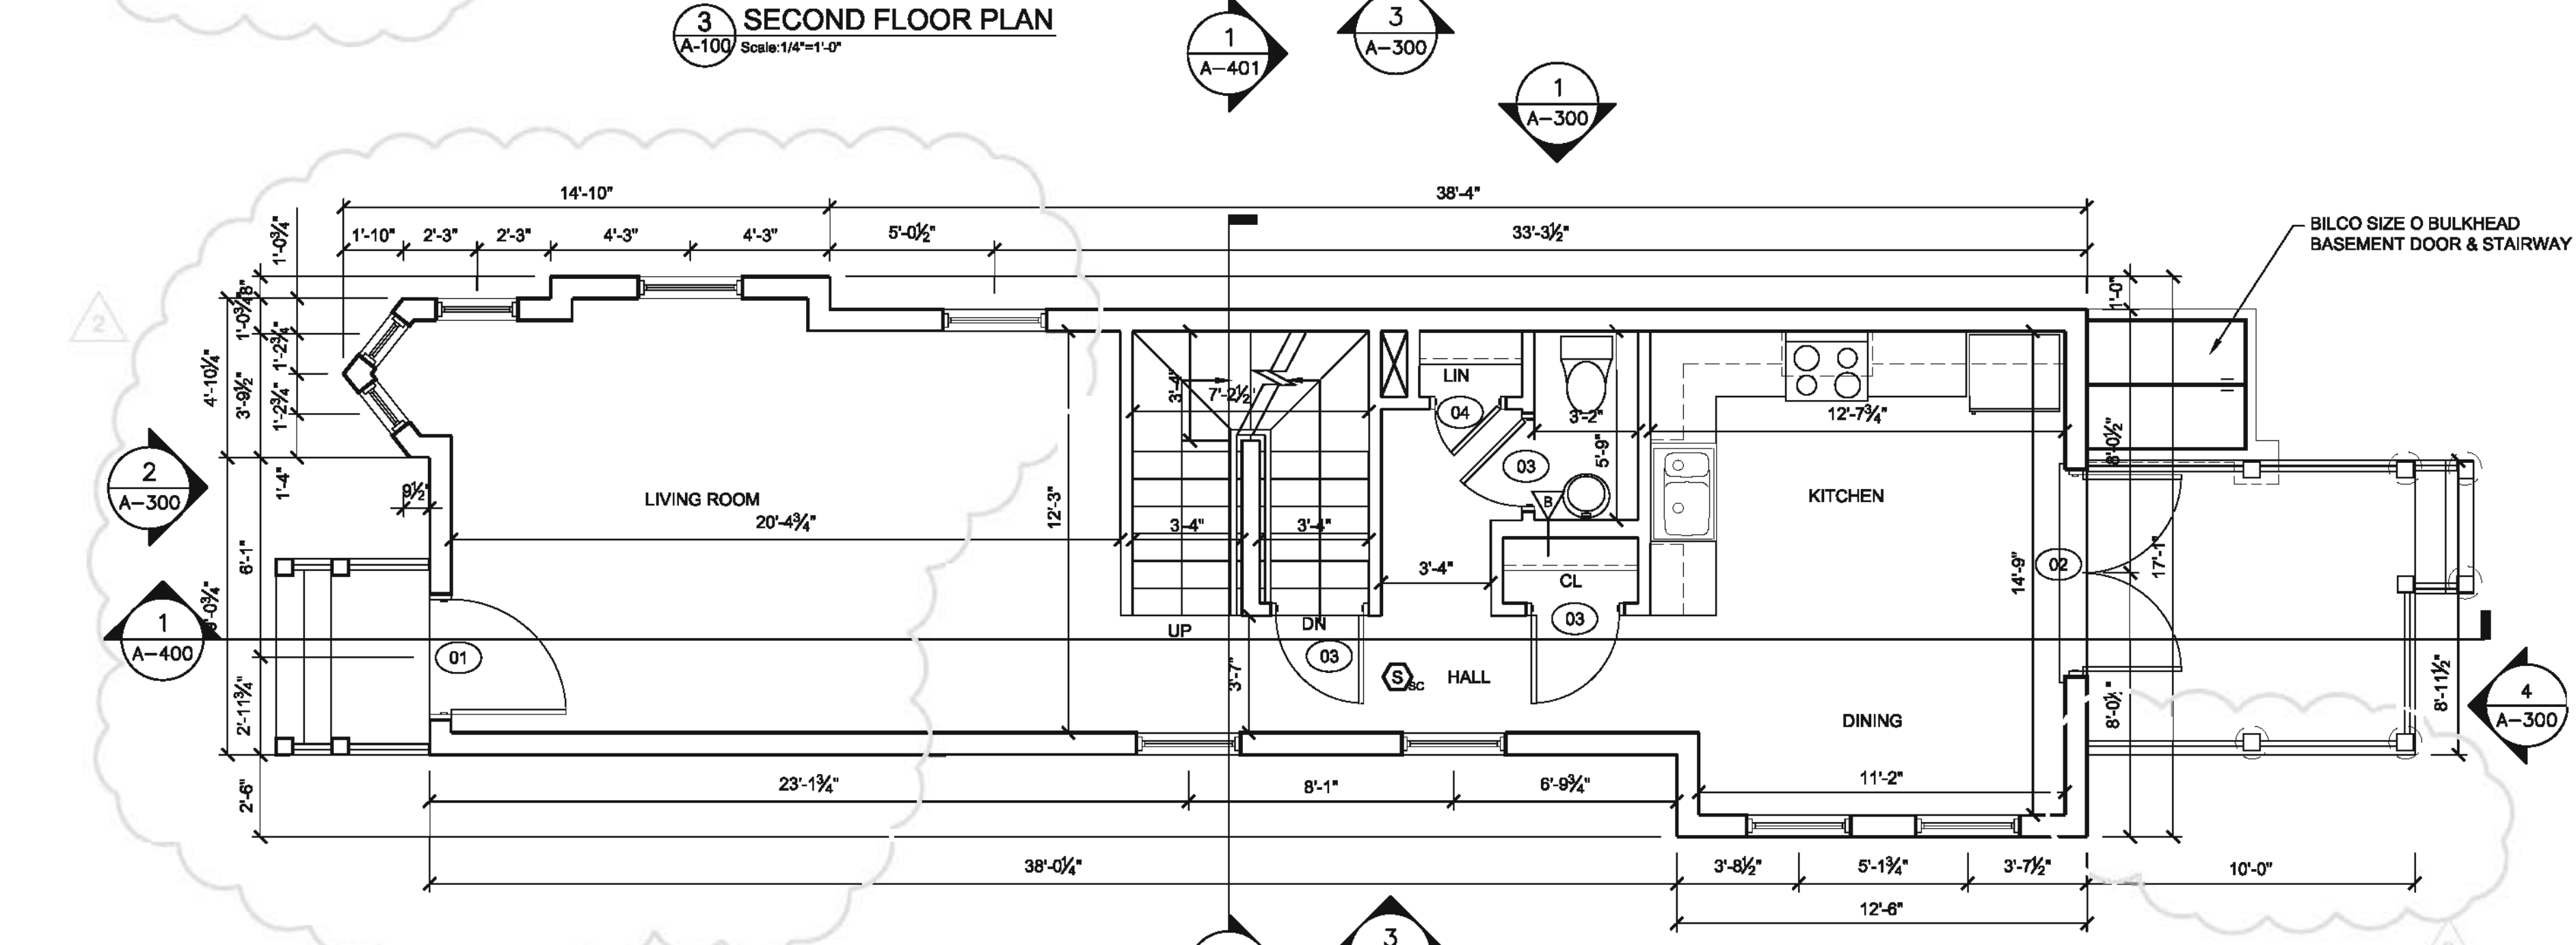 3 SECOND FLOOR PLAN
A-100 Scale:1/4"=1'-0"
1
A-401
3
A-300
1
A-300
14'-10"
38'-4"
1'-10"
2'-3"
2'-3"
4'-3"
4'-3"
5'-0½"
33'-3½"
BILCO SIZE O BULKHEAD
BASEMENT DOOR & STAIRWAY
1'-0¾"
8"
1'-0¾"
1'-2¾"
1'-2¾"
4'-10¼"
3'-9½"
1'-4"
9½"
2
2
A-300
6'-1"
1
A-400
2'-11¾"
2'-6"
01
LIVING ROOM
20'-4¾"
12'-3"
3'-4"
7'-2½"
3'-4"
3'-4"
UP
DN
3'-7"
03
LIN
04
03
3'-2"
5'-9"
B
3'-4"
CL
03
S
SC
HALL
12'-7¾"
KITCHEN
14'-9"
02
DINING
11'-2"
1'-0"
8'-0½"
17'-1"
8'-0½"
8'-11½"
4
A-300
23'-1¾"
8'-1"
6'-9¾"
38'-0¼"
3'-8½"
5'-1¾"
3'-7½"
10'-0"
12'-6"
3